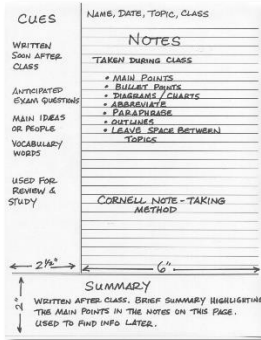 CUES
WRITTEN
SOON AFTER
CLASS
ANTICIPATED
EXAM QUESTIONS
MAIN IDEAS
OR PEOPLE
VOCABULARY
WORDS
USED FOR
REVIEW &
STUDY
2½"
NAME, DATE, TOPIC, CLASS
NOTES
TAKEN DURING CLASS
• MAIN POINTS
• BULLET POINTS
• DIAGRAMS / CHARTS
• ABBREVIATE
• PARAPHRASE
• OUTLINES
• LEAVE SPACE BETWEEN
TOPICS
CORNELL NOTE-TAKING
METHOD
6"
2"
SUMMARY
WRITTEN AFTER CLASS. BRIEF SUMMARY HIGHLIGHTING
THE MAIN POINTS IN THE NOTES ON THIS PAGE.
USED TO FIND INFO LATER.